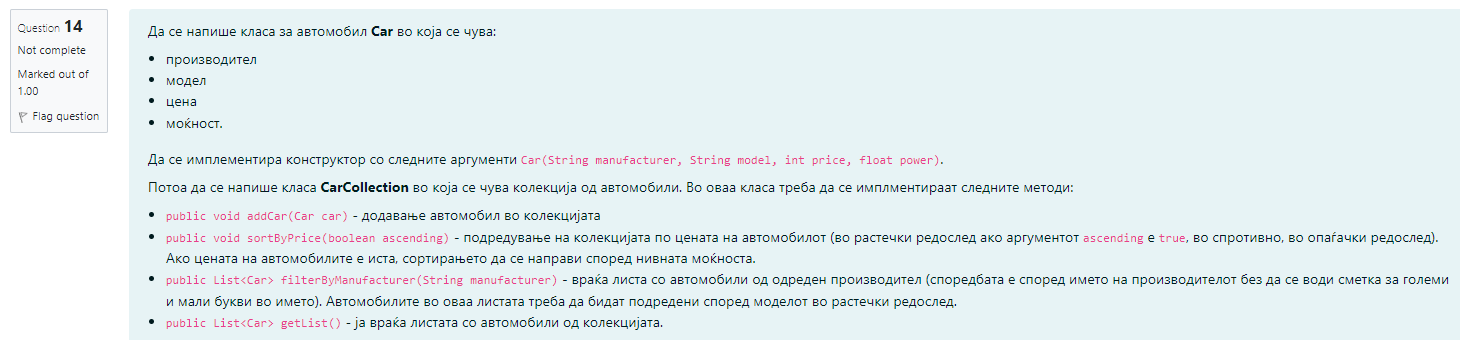 Question 14
Not complete
Marked out of
1.00
Flag question
Да се напише класа за автомобил Car во која се чува:
производител
модел
цена
моќност.
Да се имплементира конструктор со следните аргументи Car(String manufacturer, String model, int price, float power).
Потоа да се напише класа CarCollection во која се чува колекција од автомобили. Во оваа класа треба да се имплментираат следните методи:
public void addCar(Car car) - додавање автомобил во колекцијата
public void sortByPrice(boolean ascending) - подредување на колекцијата по цената на автомобилот (во растечки редослед ако аргументот ascending е true, во спротивно, во опаѓачки редослед).
Ако цената на автомобилите е иста, сортирањето да се направи според нивната моќноста.
public List<Car> filterByManufacturer(String manufacturer) - враќа листа со автомобили од одреден производител (споредбата е според името на производителот без да се води сметка за големи
и мали букви во името). Автомобилите во оваа листата треба да бидат подредени според моделот во растечки редослед.
public List<Car> getList() - ја враќа листата со автомобили од колекцијата.